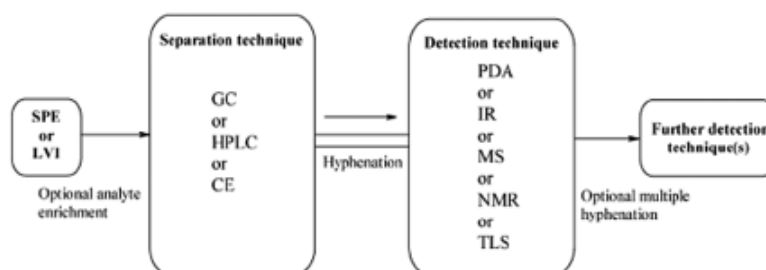 SPE
or
LVI
Optional analyte
enrichment
Separation technique
GC
or
HPLC
or
CE
Hyphenation
Detection technique
PDA
or
IR
or
MS
or
NMR
or
TLS
Optional multiple
hyphenation
Further detection
technique(s)